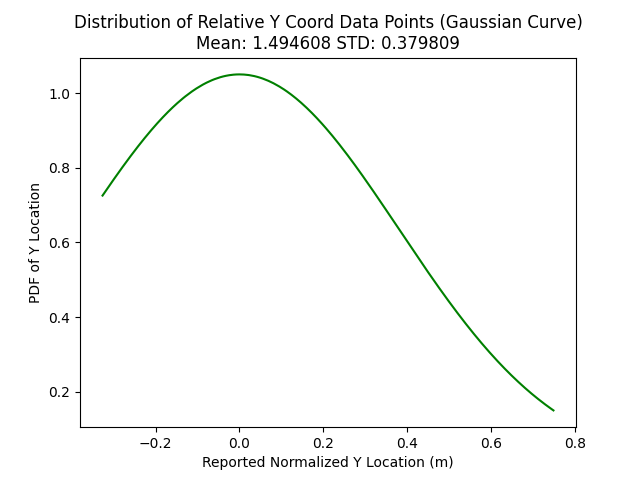 Distribution of Relative Y Coord Data Points (Gaussian Curve)
Mean: 1.494608 STD: 0.379809
1.0
0.8
0.6
0.4
0.2
PDF of Y Location
−0.2 0.0 0.2 0.4 0.6 0.8
Reported Normalized Y Location (m)